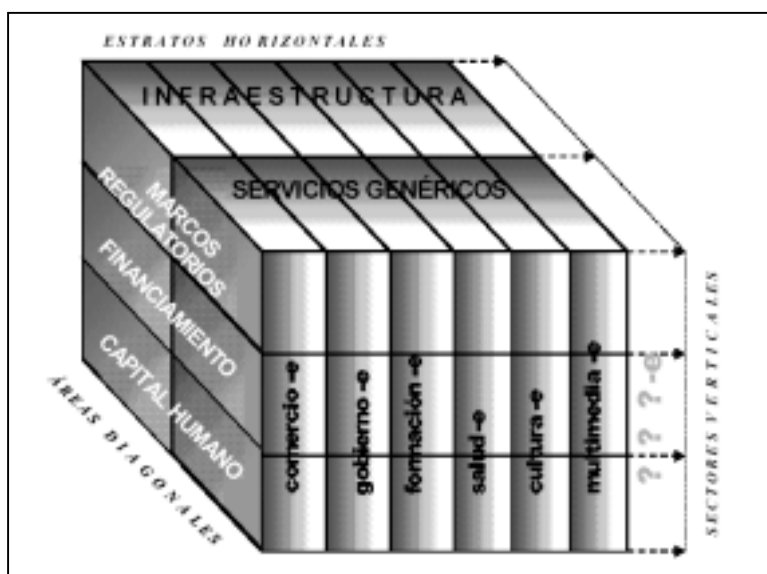 ESTRATOS HORIZONTALES
INFRAESTRUCTURA
SERVICIOS GENÉRICOS
MARCOS
REGULATORIOS
FINANCIAMIENTO
CAPITAL HUMANO
ÁREAS DIAGONALES
comercio -e
gobierno -e
formación -e
salud -e
cultura -e
multimedia -e
? ? ? -e
SECTORES VERTICALES